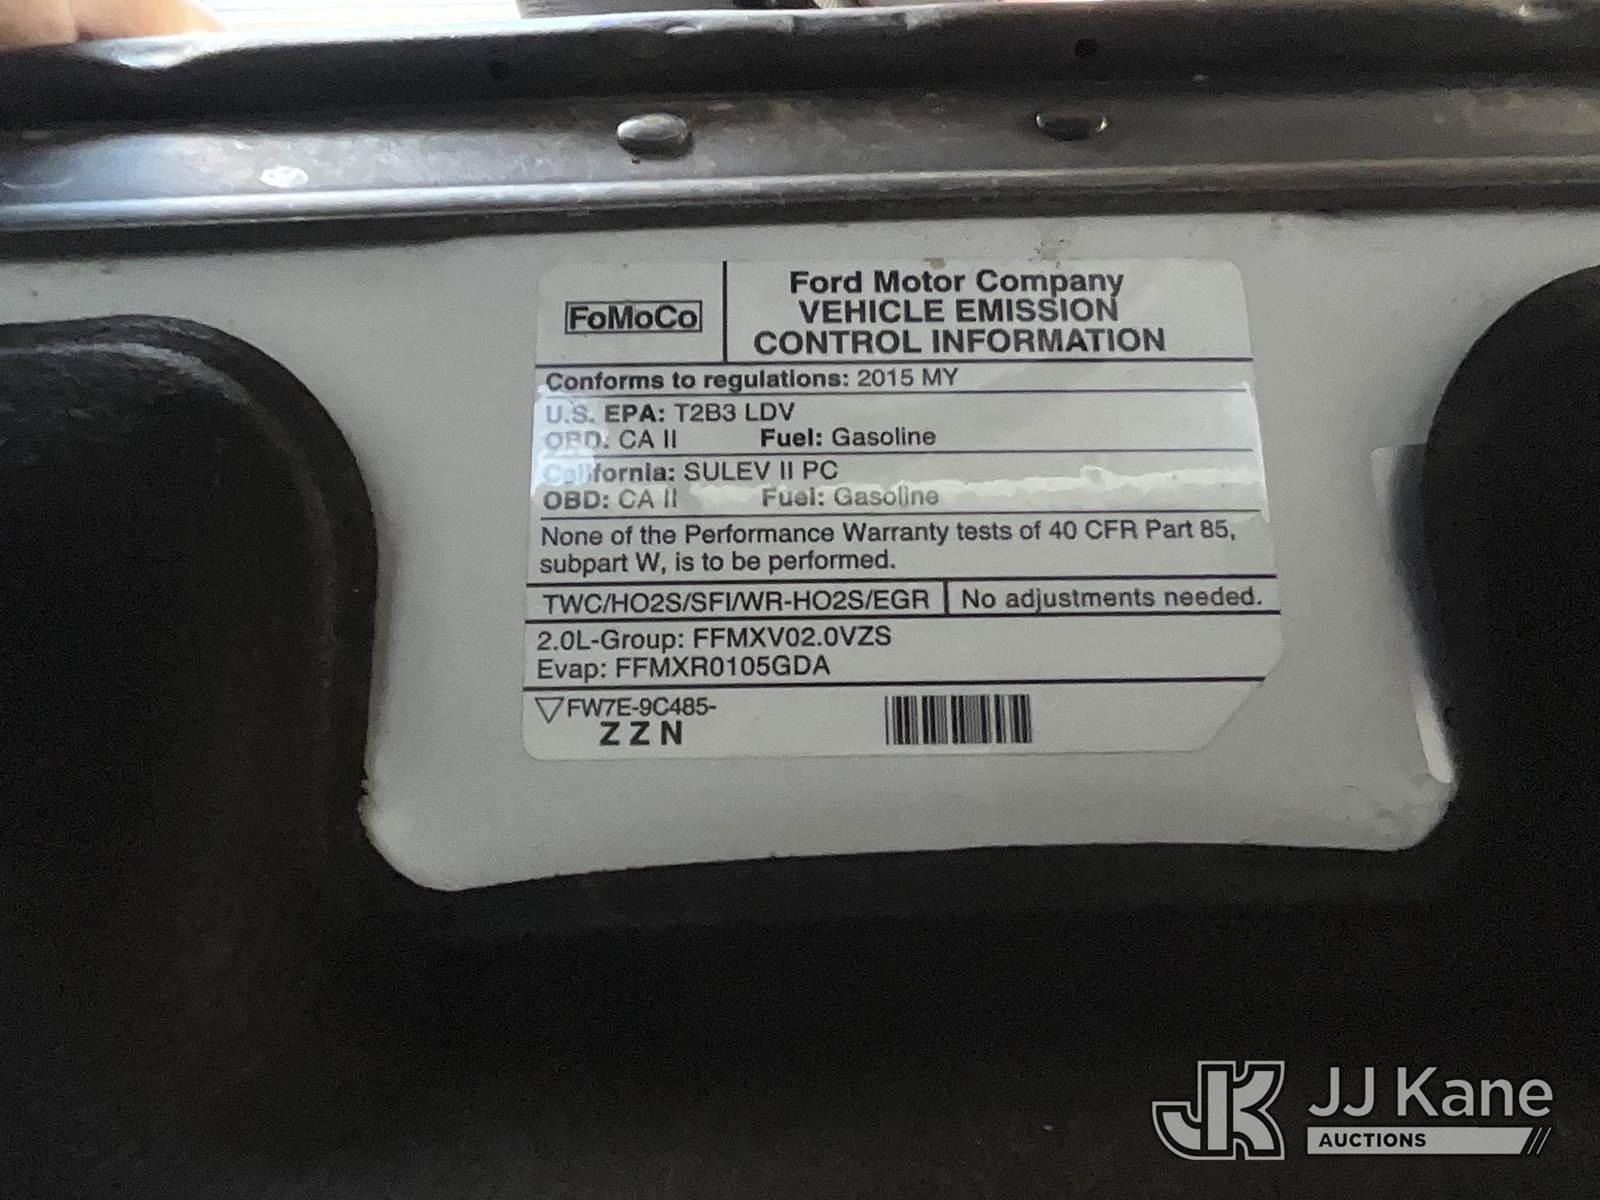 FoMoCo
Ford Motor Company
VEHICLE EMISSION
CONTROL INFORMATION
Conforms to regulations: 2015 MY
U.S. EPA: T2B3 LDV
OBD: CA II Fuel: Gasoline
California: SULEV II PC
OBD: CA II Fuel: Gasoline
None of the Performance Warranty tests of 40 CFR Part 85,
subpart W, is to be performed.
TWC/HO2S/SFI/WR-HO2S/EGR No adjustments needed.
2.0L-Group: FFMXV02.0VZS
Evap: FFMXR0105GDA
FW7E-9C485-
Z Z N
JK JJ Kane
AUCTIONS